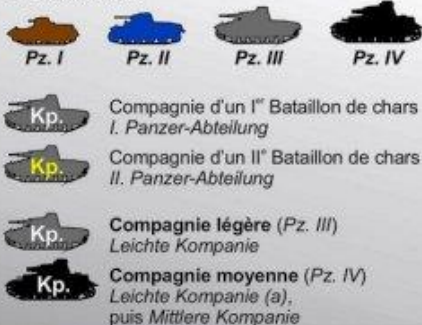 Pz. I Pz. II Pz. III Pz. IV
Kp. Compagnie d'un Iᵉʳ Bataillon de chars
I. Panzer-Abteilung
Kp. Compagnie d'un IIᵉ Bataillon de chars
II. Panzer-Abteilung
Kp. Compagnie légère (Pz. III)
Leichte Kompanie
Kp. Compagnie moyenne (Pz. IV)
Leichte Kompanie (a),
puis Mittlere Kompanie